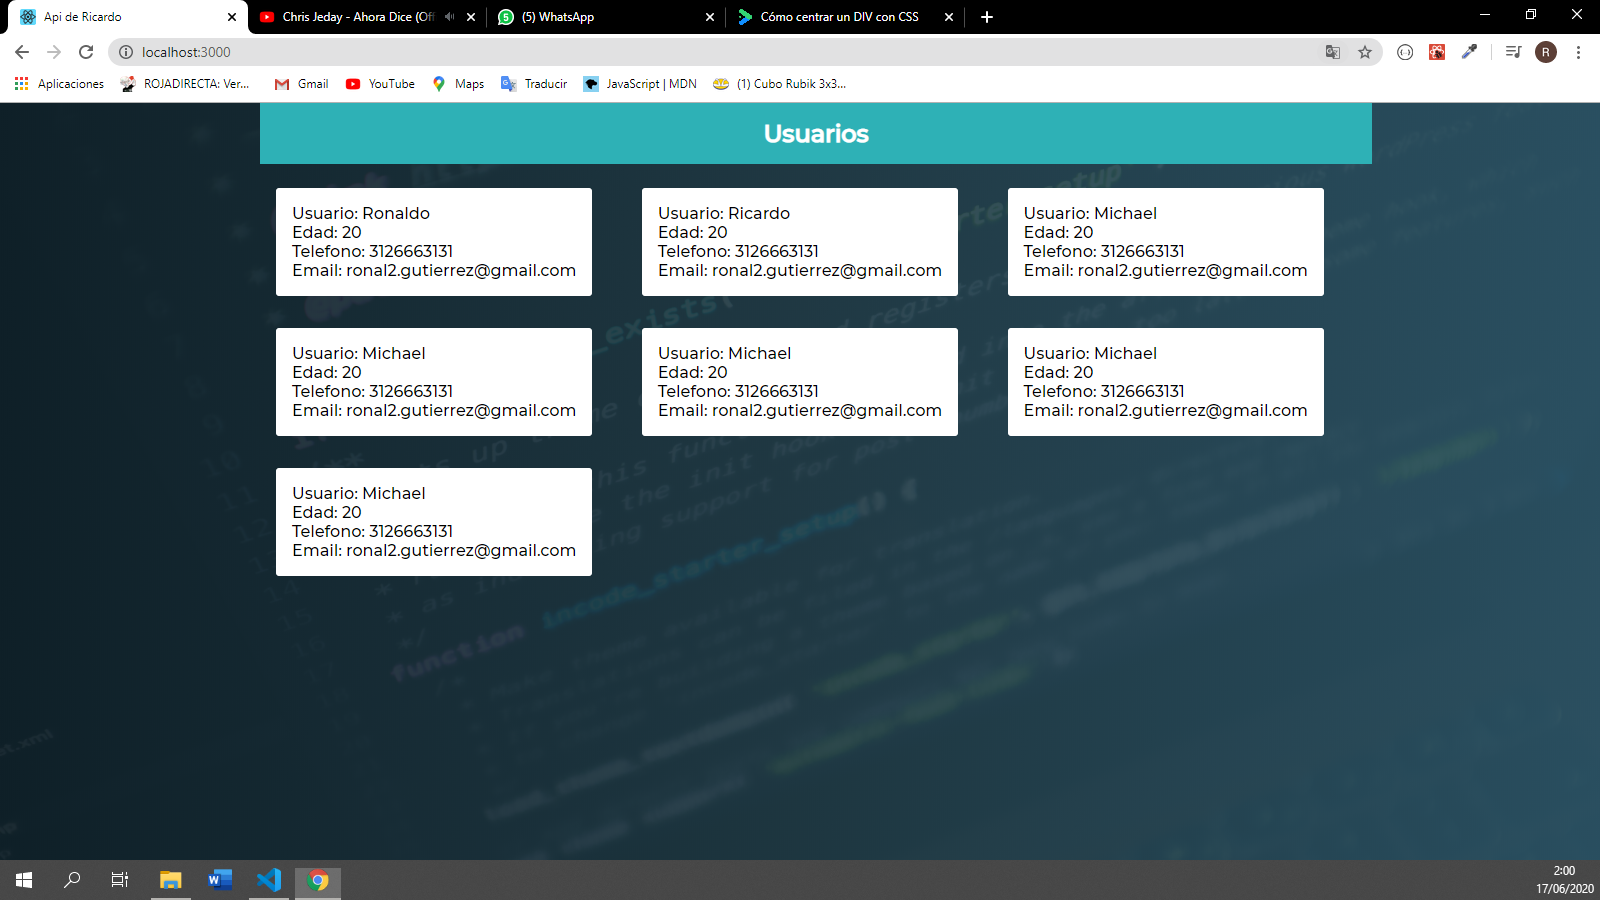 Api de Ricardo
Chris Jeday - Ahora Dice (Off
(5) WhatsApp
Cómo centrar un DIV con CSS
localhost:3000
R
Aplicaciones
ROJADIRECTA: Ver...
Gmail
YouTube
Maps
Traducir
JavaScript | MDN
(1) Cubo Rubik 3x3...
Usuarios
Usuario: Ronaldo
Edad: 20
Telefono: 3126663131
Email: ronal2.gutierrez@gmail.com
Usuario: Ricardo
Edad: 20
Telefono: 3126663131
Email: ronal2.gutierrez@gmail.com
Usuario: Michael
Edad: 20
Telefono: 3126663131
Email: ronal2.gutierrez@gmail.com
Usuario: Michael
Edad: 20
Telefono: 3126663131
Email: ronal2.gutierrez@gmail.com
Usuario: Michael
Edad: 20
Telefono: 3126663131
Email: ronal2.gutierrez@gmail.com
Usuario: Michael
Edad: 20
Telefono: 3126663131
Email: ronal2.gutierrez@gmail.com
Usuario: Michael
Edad: 20
Telefono: 3126663131
Email: ronal2.gutierrez@gmail.com
_exists(
function incode_starter_setup() {
2:00
17/06/2020